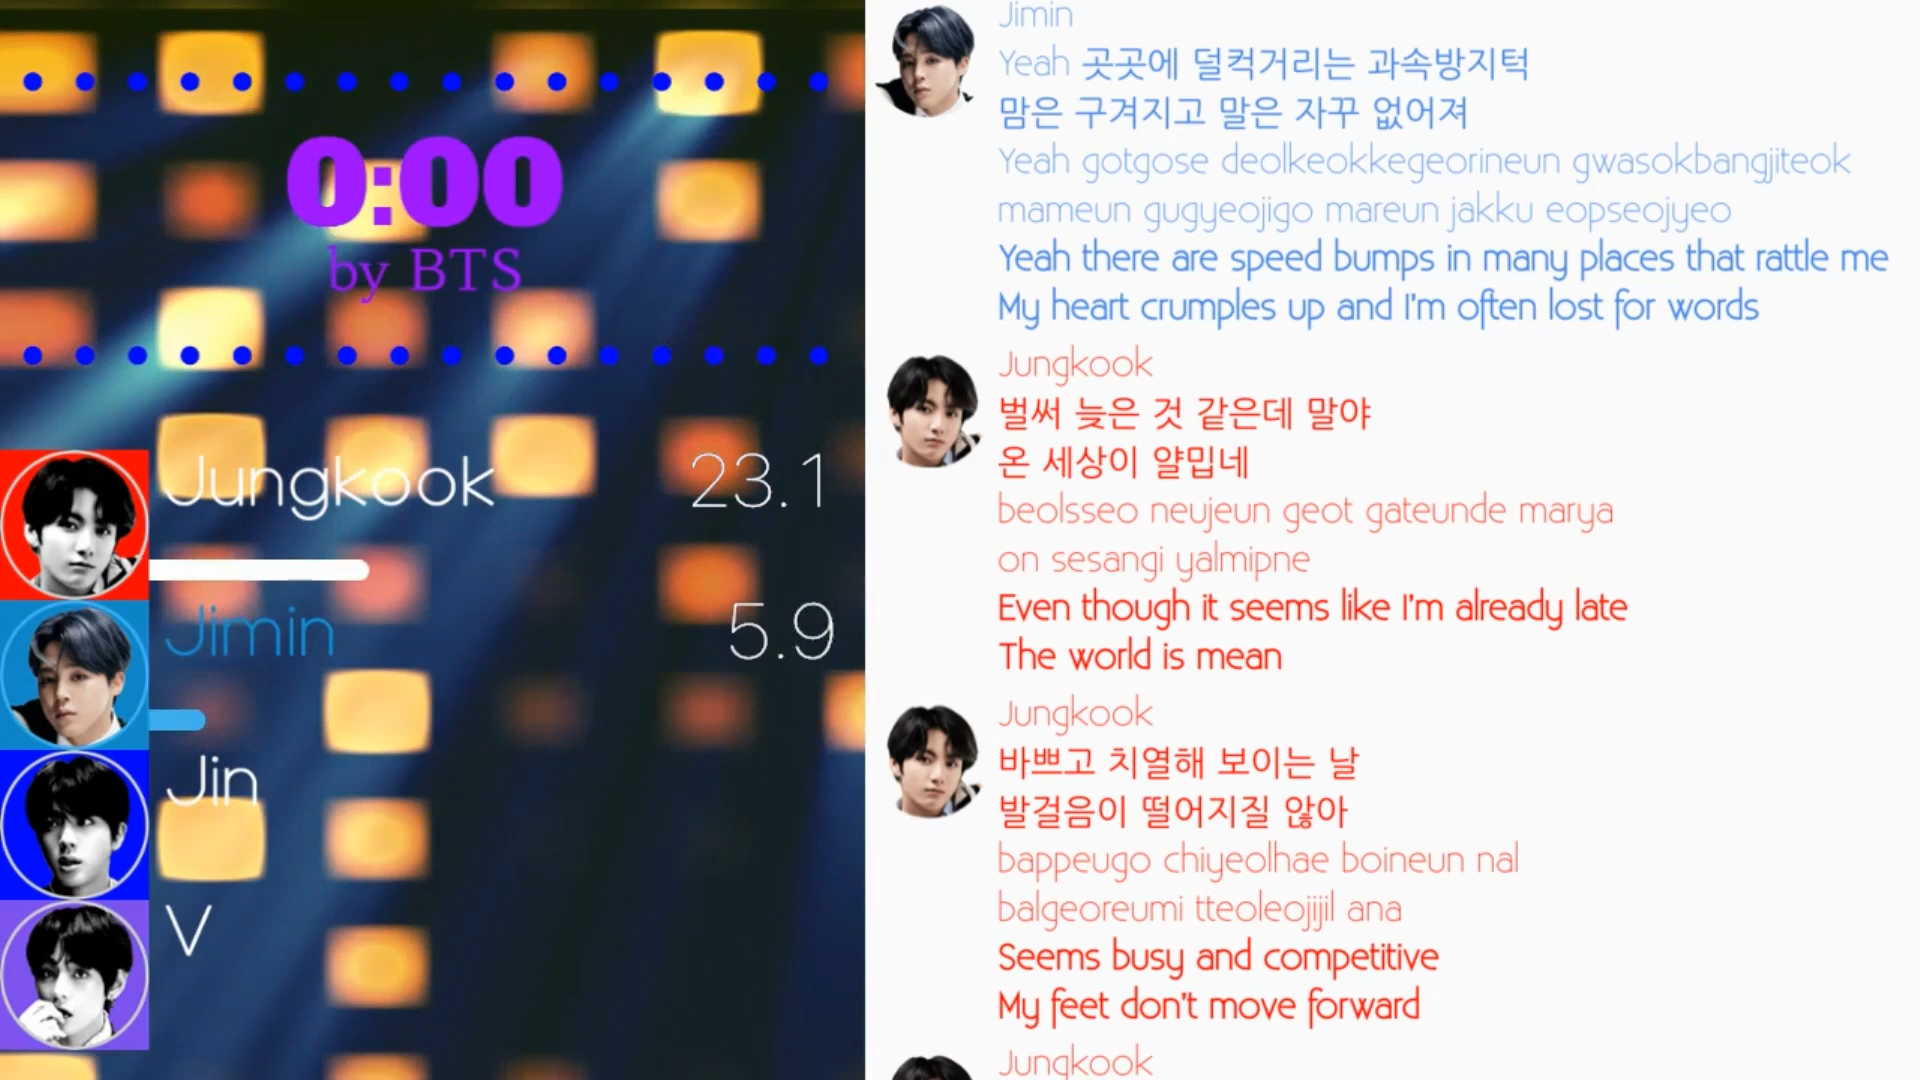 0:00
by BTS
Jungkook
23.1
Jimin
5.9
Jin
V
Jimin
Yeah 곳곳에 덜컥거리는 과속방지턱
맘은 구겨지고 말은 자꾸 없어져
Yeah gotgose deolkeokkegeorineun gwasokbangjjiteok
mameun gugyeojigo mareun jakku eopseojyeo
Yeah there are speed bumps in many places that rattle me
My heart crumples up and I'm often lost for words
Jungkook
벌써 늦은 것 같은데 말야
온 세상이 얄밉네
beolsseo neujeun geot gateunde marya
on sesangi yalmipne
Even though it seems like I'm already late
The world is mean
Jungkook
바쁘고 치열해 보이는 날
발걸음이 떨어지질 않아
bappeugo chiyeolhae boineun nal
balgeoreumi tteoleojijil ana
Seems busy and competitive
My feet don't move forward
Jungkook